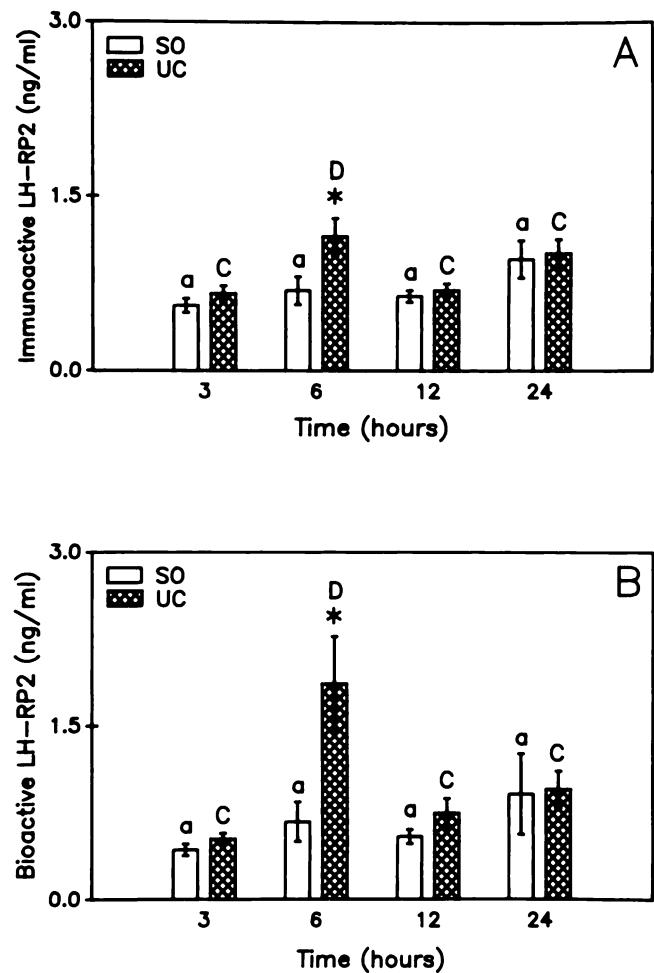 3.0
SO
UC
A
Immunoactive LH-RP2 (ng/ml)
D
*
1.5
a C a a C a C
0.0
3 6 12 24
Time (hours)
3.0
SO
UC
B
Bioactive LH-RP2 (ng/ml)
D
*
1.5
a C a a C a C
0.0
3 6 12 24
Time (hours)